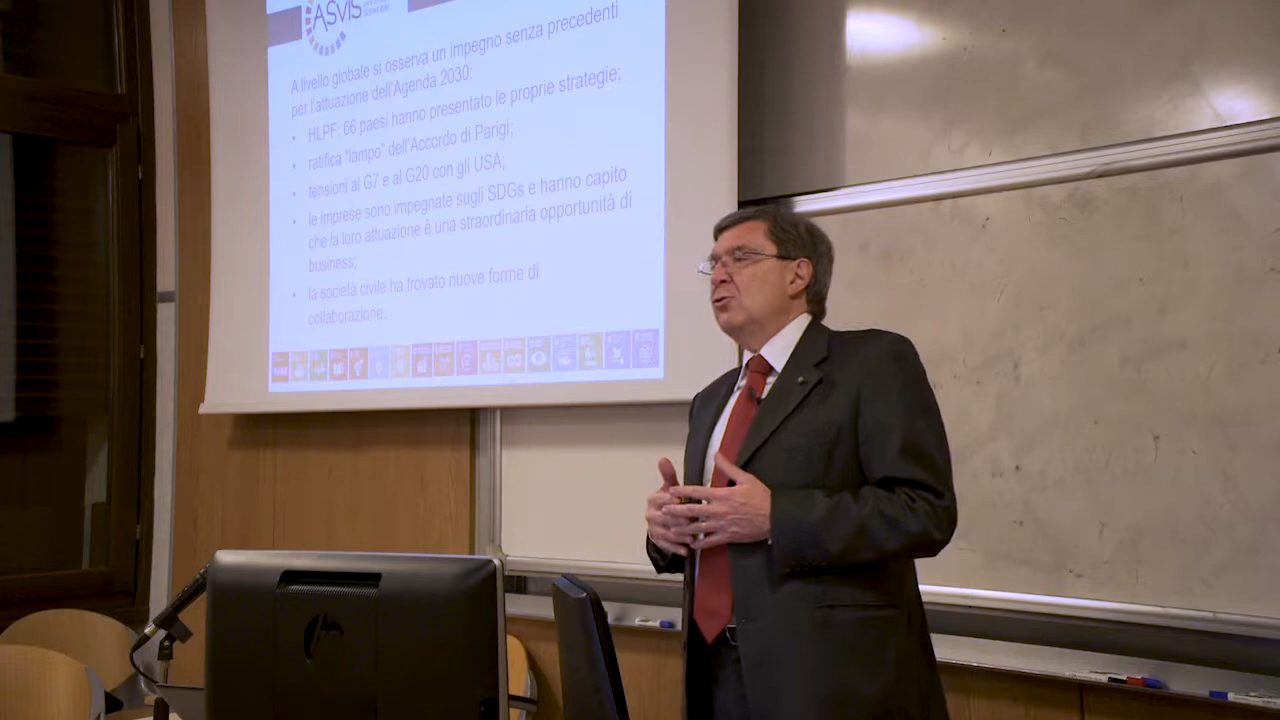 ASVIS
A livello globale si osserva un impegno senza precedenti
per l'attuazione dell'Agenda 2030:
• HLPF: 66 paesi hanno presentato le proprie strategie;
• ratifica "lampo" dell'Accordo di Parigi;
• tensioni al G7 e al G20 con gli USA;
• le imprese sono impegnate sugli SDGs e hanno capito
che la loro attuazione è una straordinaria opportunità di
business;
• la società civile ha trovato nuove forme di
collaborazione.
hp